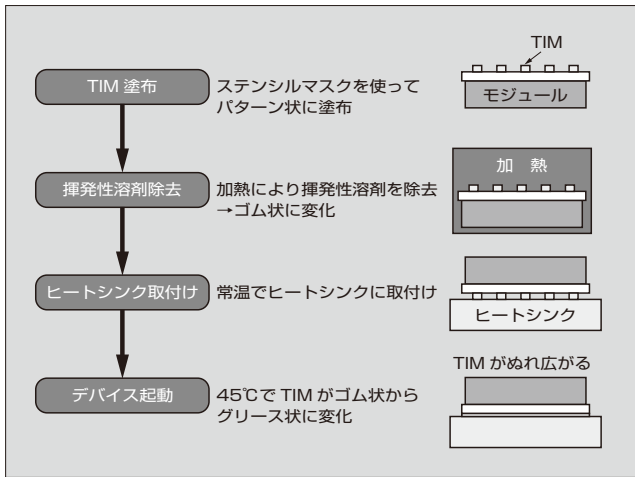 TIM
TIM 塗布
ステンシルマスクを使って
パターン状に塗布
モジュール
揮発性溶剤除去
加熱により揮発性溶剤を除去
→ゴム状に変化
加 熱
ヒートシンク取付け
常温でヒートシンクに取付け
ヒートシンク
TIM がぬれ広がる
デバイス起動
45℃で TIM がゴム状から
グリース状に変化